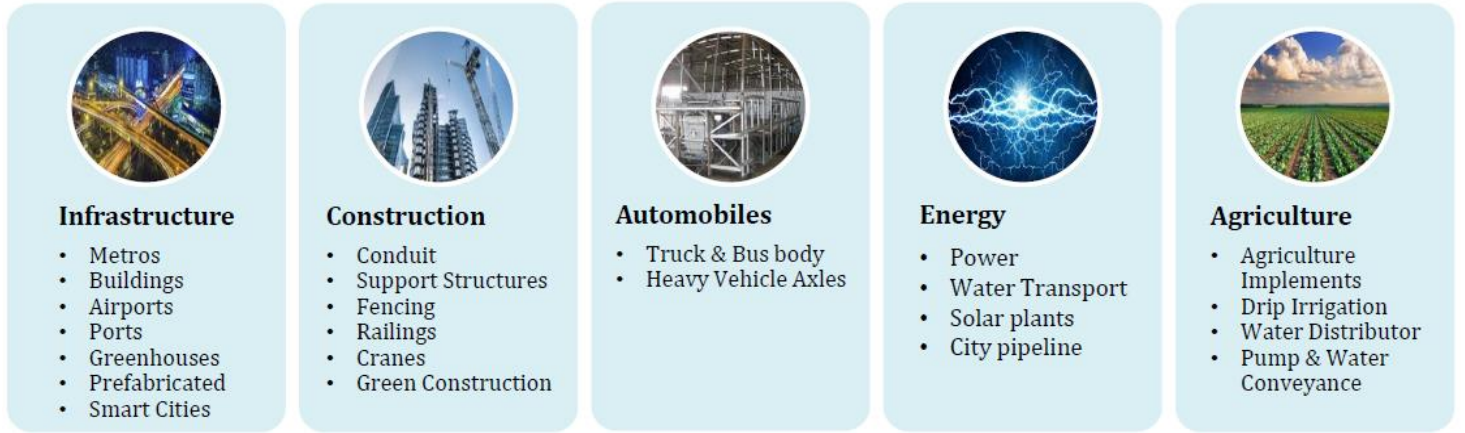 Infrastructure
• Metros
• Buildings
• Airports
• Ports
• Greenhouses
• Prefabricated
• Smart Cities
Construction
• Conduit
• Support Structures
• Fencing
• Railings
• Cranes
• Green Construction
Automobiles
• Truck & Bus body
• Heavy Vehicle Axles
Energy
• Power
• Water Transport
• Solar plants
• City pipeline
Agriculture
• Agriculture
Implements
• Drip Irrigation
• Water Distributor
• Pump & Water
Conveyance